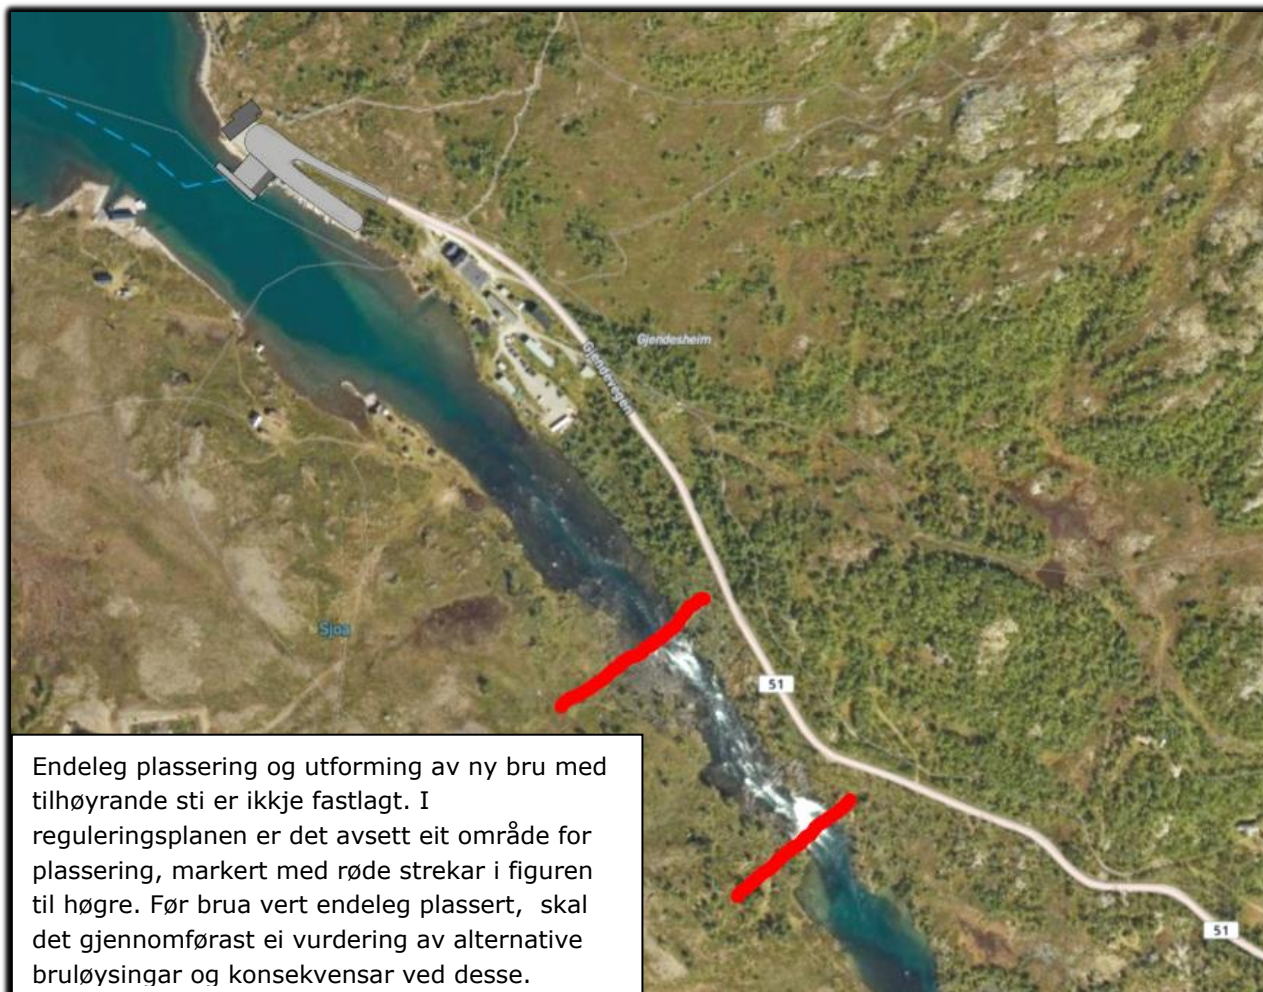 Gjendesheim
Gjendevegen
Sjoa
51
51
Endeleg plassering og utforming av ny bru med
tilhøyrande sti er ikkje fastlagt. I
reguleringsplanen er det avsett eit område for
plassering, markert med røde strekar i figuren
til høgre. Før brua vert endeleg plassert, skal
det gjennomførast ei vurdering av alternative
bruløysingar og konsekvensar ved desse.